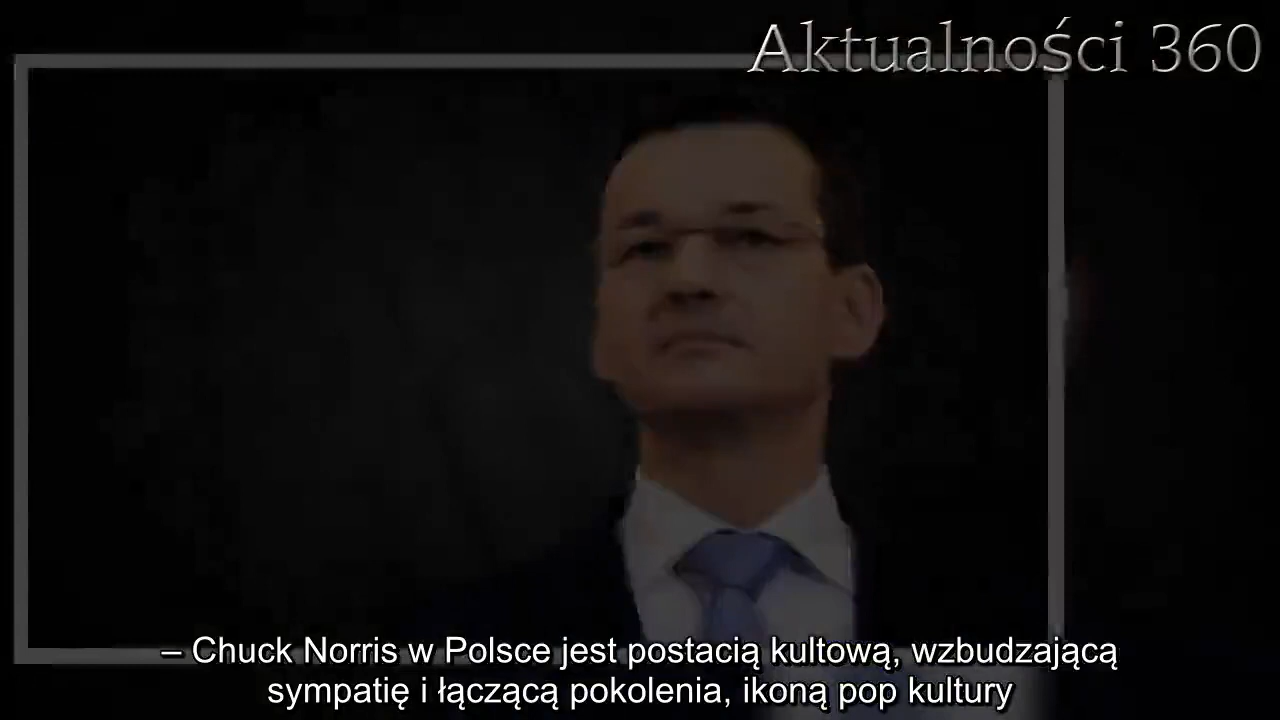 Aktualności 360
– Chuck Norris w Polsce jest postacią kultową, wzbudzającą
sympatię i łączącą pokolenia, ikoną pop kultury